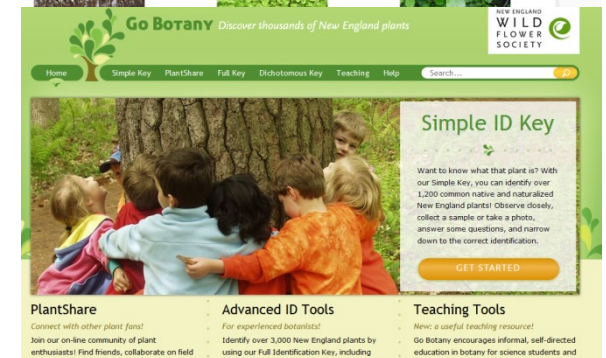 Go Botany Discover thousands of New England plants
NEW ENGLAND
WILD
FLOWER
SOCIETY
Home Simple Key PlantShare Full Key Dichotomous Key Teaching Help Search...
Simple ID Key
Want to know what that plant is? With
our Simple Key, you can identify over
1,200 common native and naturalized
New England plants! Observe closely,
collect a sample or take a photo,
answer some questions, and narrow
down to the correct identification.
GET STARTED
PlantShare
Connect with other plant fans!
Join our on-line community of plant
enthusiasts! Find friends, collaborate on field
Advanced ID Tools
For experienced botanists!
Identify over 3,000 New England plants by
using our Full Identification Key, including
Teaching Tools
New: a useful teaching resource!
Go Botany encourages informal, self-directed
education in botany for science students and